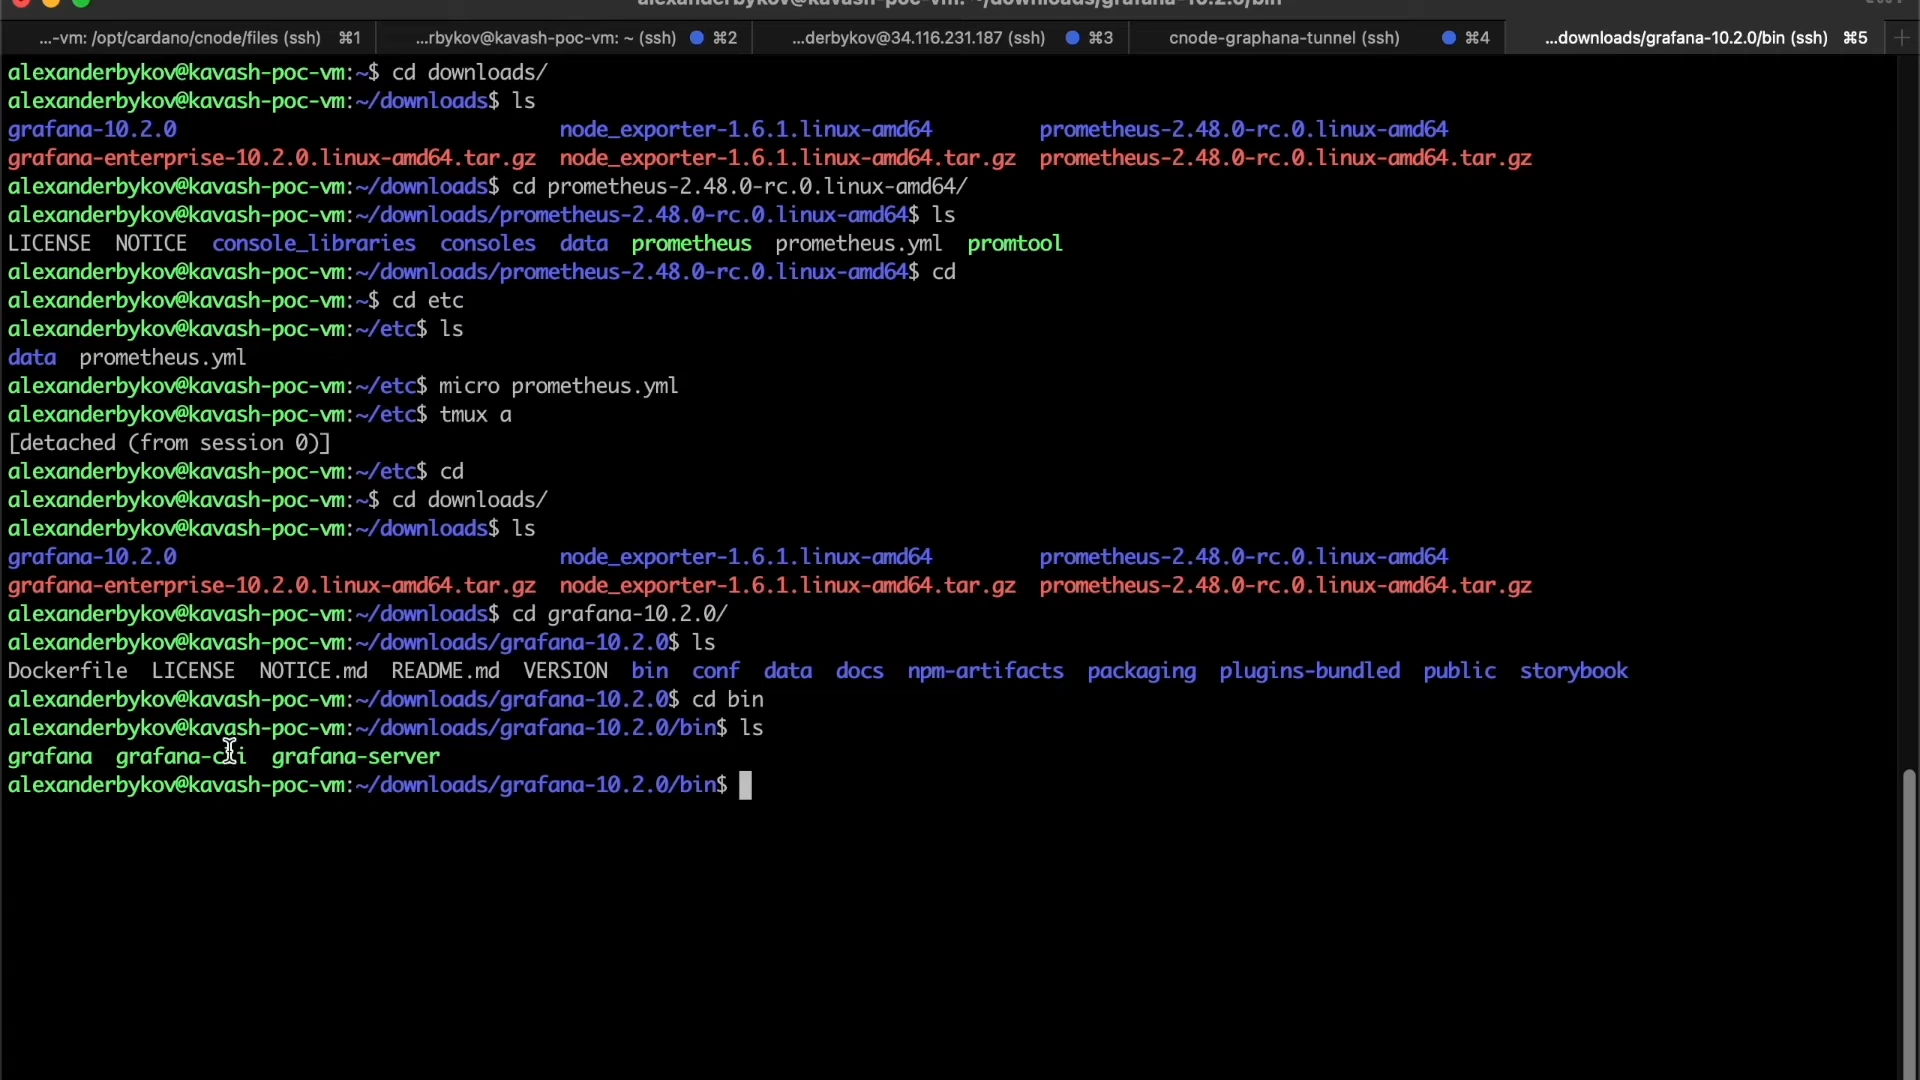 alexanderbykov@kavash-poc-vm: ~/downloads/grafana-10.2.0/bin
...-vm: /opt/cardano/cnode/files (ssh) ⌘1 ...rbykov@kavash-poc-vm: ~ (ssh) ⌘2 ...derbykov@34.116.231.187 (ssh) ⌘3 cnode-graphana-tunnel (ssh) ⌘4 ...downloads/grafana-10.2.0/bin (ssh) ⌘5
alexanderbykov@kavash-poc-vm:~$ cd downloads/
alexanderbykov@kavash-poc-vm:~/downloads$ ls
grafana-10.2.0 node_exporter-1.6.1.linux-amd64 prometheus-2.48.0-rc.0.linux-amd64
grafana-enterprise-10.2.0.linux-amd64.tar.gz node_exporter-1.6.1.linux-amd64.tar.gz prometheus-2.48.0-rc.0.linux-amd64.tar.gz
alexanderbykov@kavash-poc-vm:~/downloads$ cd prometheus-2.48.0-rc.0.linux-amd64/
alexanderbykov@kavash-poc-vm:~/downloads/prometheus-2.48.0-rc.0.linux-amd64$ ls
LICENSE NOTICE console_libraries consoles data prometheus prometheus.yml promtool
alexanderbykov@kavash-poc-vm:~/downloads/prometheus-2.48.0-rc.0.linux-amd64$ cd
alexanderbykov@kavash-poc-vm:~$ cd etc
alexanderbykov@kavash-poc-vm:~/etc$ ls
data prometheus.yml
alexanderbykov@kavash-poc-vm:~/etc$ micro prometheus.yml
alexanderbykov@kavash-poc-vm:~/etc$ tmux a
[detached (from session 0)]
alexanderbykov@kavash-poc-vm:~/etc$ cd
alexanderbykov@kavash-poc-vm:~$ cd downloads/
alexanderbykov@kavash-poc-vm:~/downloads$ ls
grafana-10.2.0 node_exporter-1.6.1.linux-amd64 prometheus-2.48.0-rc.0.linux-amd64
grafana-enterprise-10.2.0.linux-amd64.tar.gz node_exporter-1.6.1.linux-amd64.tar.gz prometheus-2.48.0-rc.0.linux-amd64.tar.gz
alexanderbykov@kavash-poc-vm:~/downloads$ cd grafana-10.2.0/
alexanderbykov@kavash-poc-vm:~/downloads/grafana-10.2.0$ ls
Dockerfile LICENSE NOTICE.md README.md VERSION bin conf data docs npm-artifacts packaging plugins-bundled public storybook
alexanderbykov@kavash-poc-vm:~/downloads/grafana-10.2.0$ cd bin
alexanderbykov@kavash-poc-vm:~/downloads/grafana-10.2.0/bin$ ls
grafana grafana-cli grafana-server
alexanderbykov@kavash-poc-vm:~/downloads/grafana-10.2.0/bin$